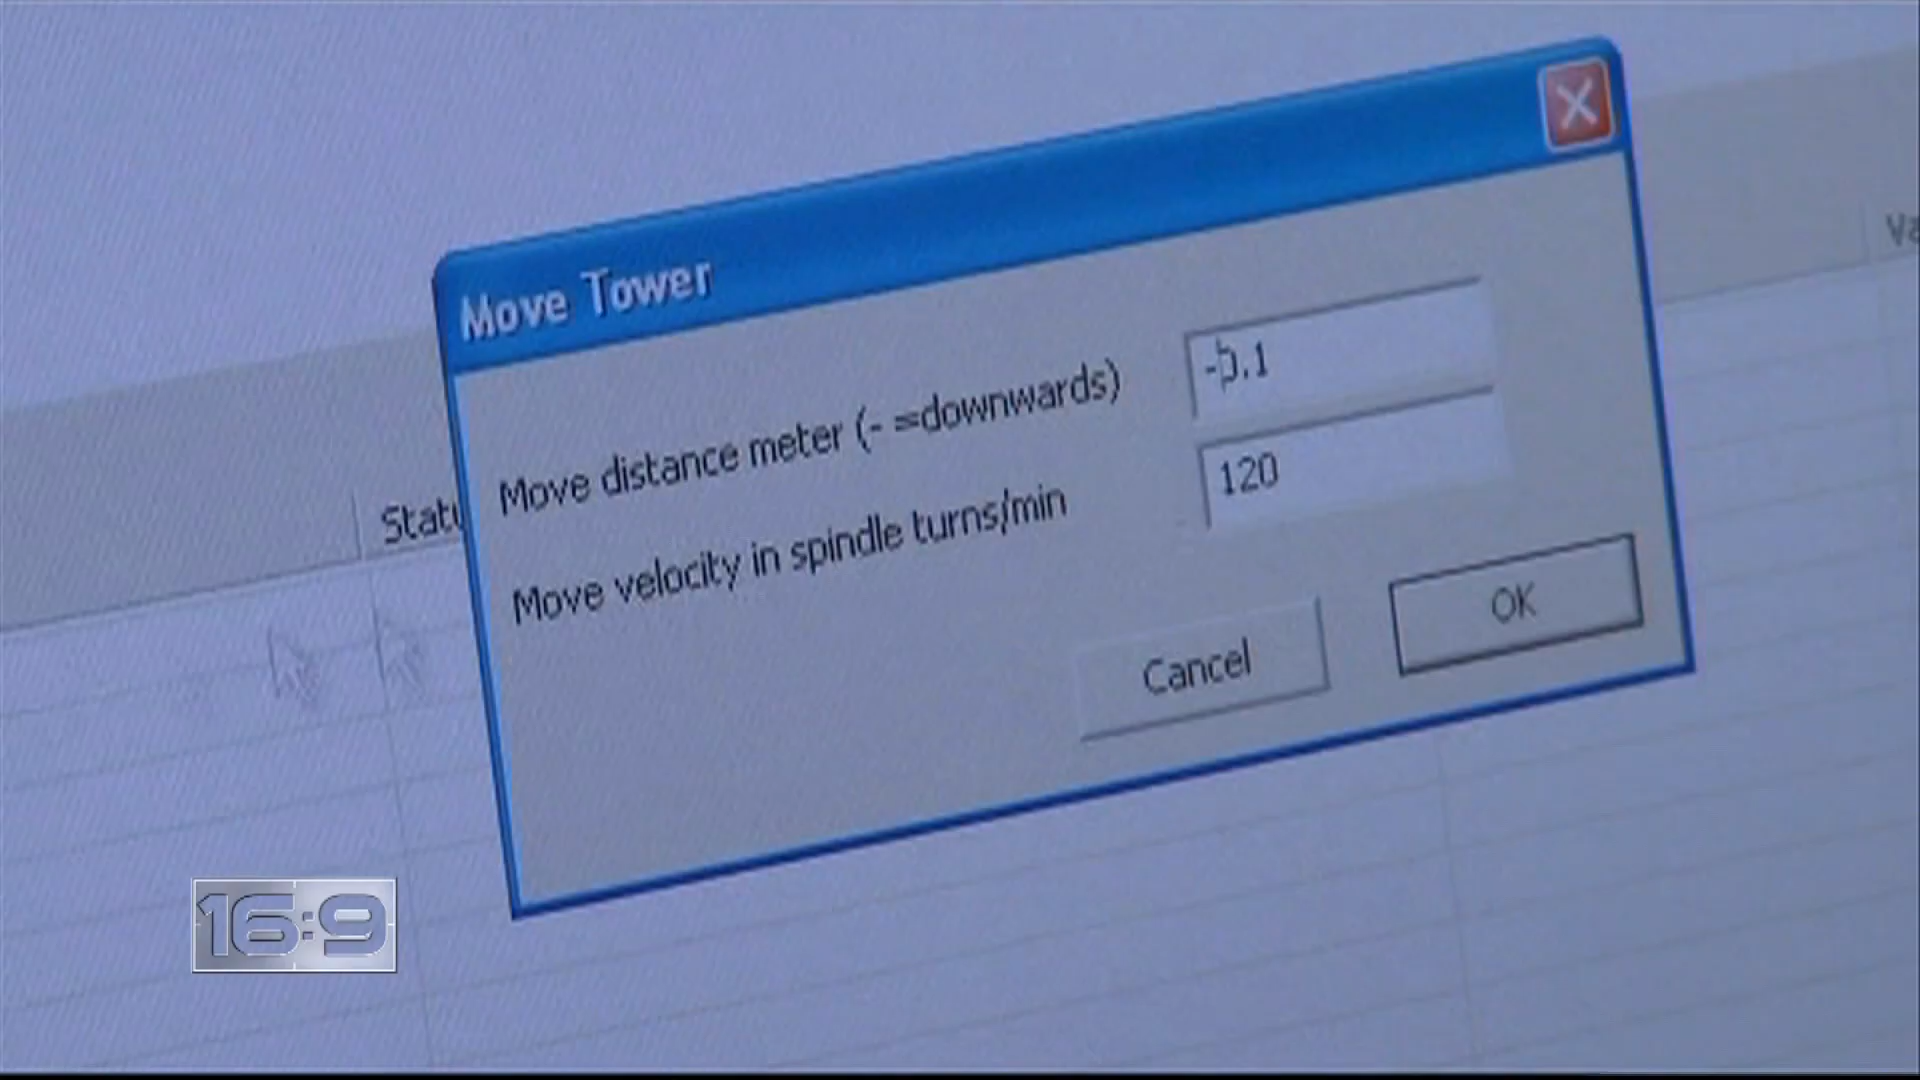 Move Tower
Move distance meter (- =downwards)
-0.1
Move velocity in spindle turns/min
120
Cancel
OK
16:9